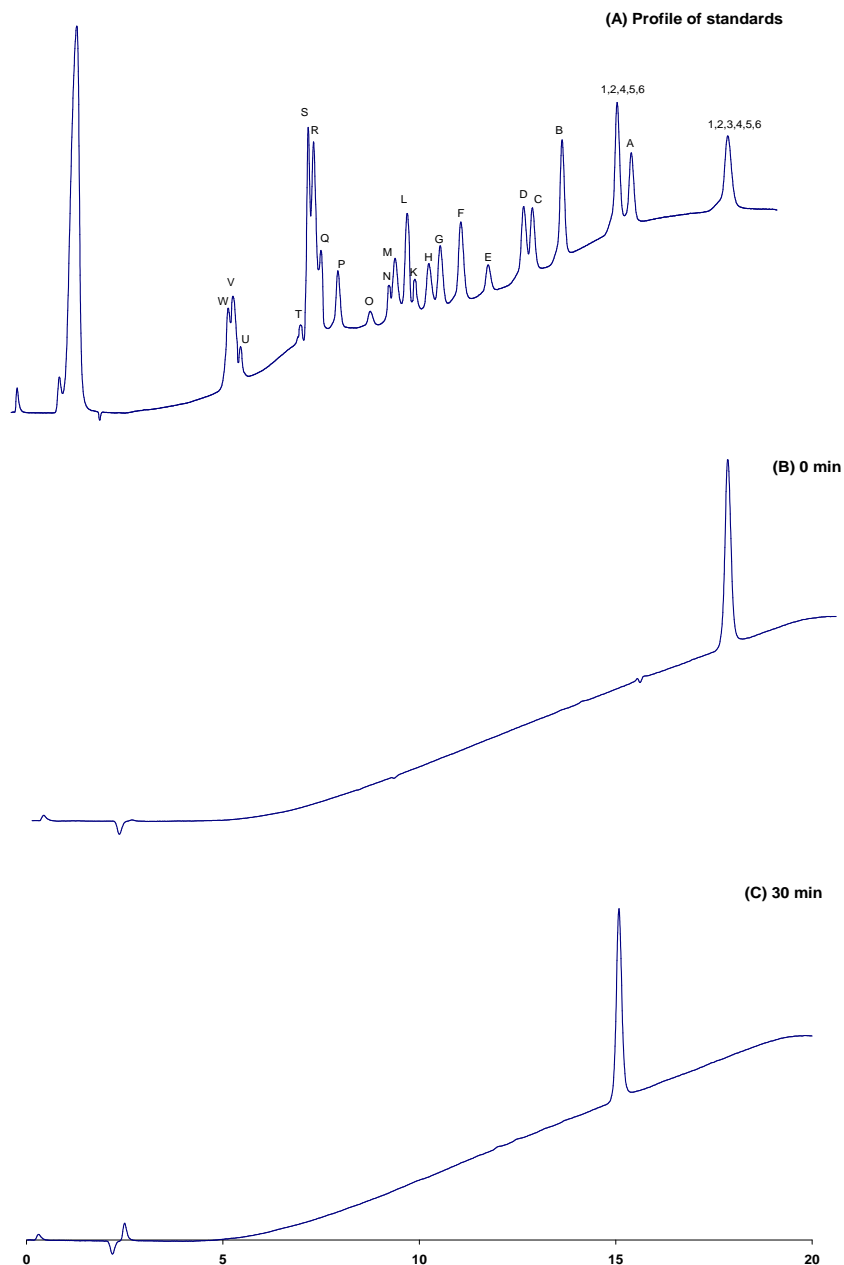 (A) Profile of standards
1,2,4,5,6
S
R
B
1,2,3,4,5,6
A
L
D
C
F
Q
G
M
H
E
P
K
N
V
W
O
T
U
(B) 0 min
(C) 30 min
0 5 10 15 20